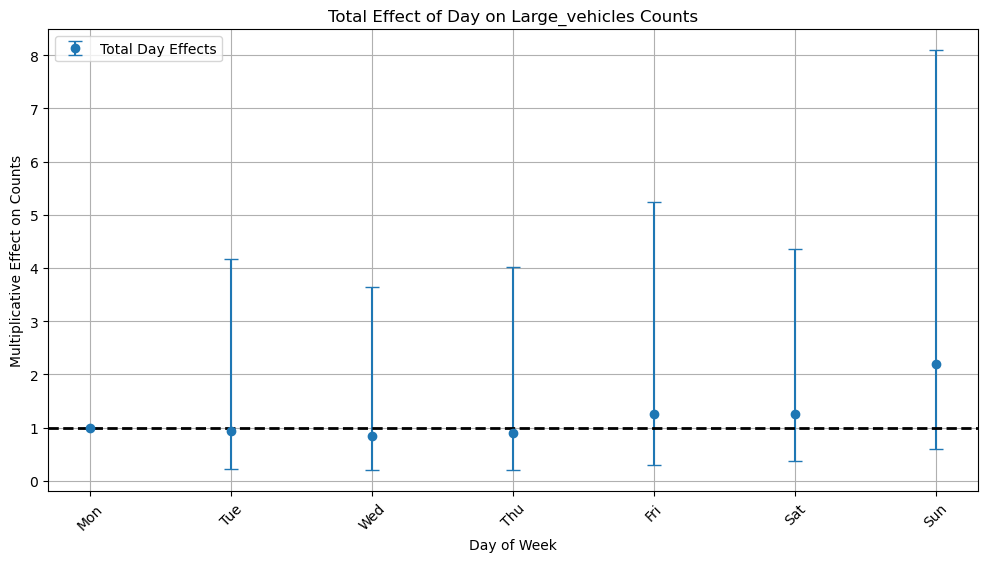 Total Effect of Day on Large_vehicles Counts
Total Day Effects
Multiplicative Effect on Counts
8
7
6
5
4
3
2
1
0
Mon
Tue
Wed
Thu
Fri
Sat
Sun
Day of Week